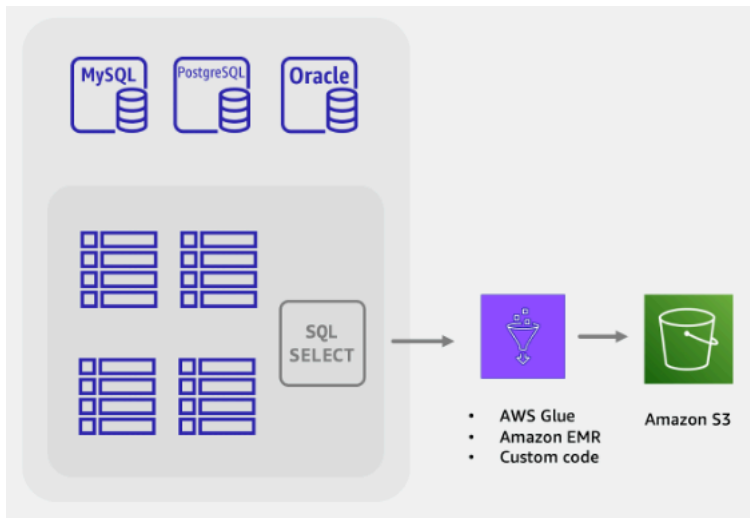 MySQL
PostgreSQL
Oracle
SQL
SELECT
• AWS Glue
• Amazon EMR
• Custom code
Amazon S3